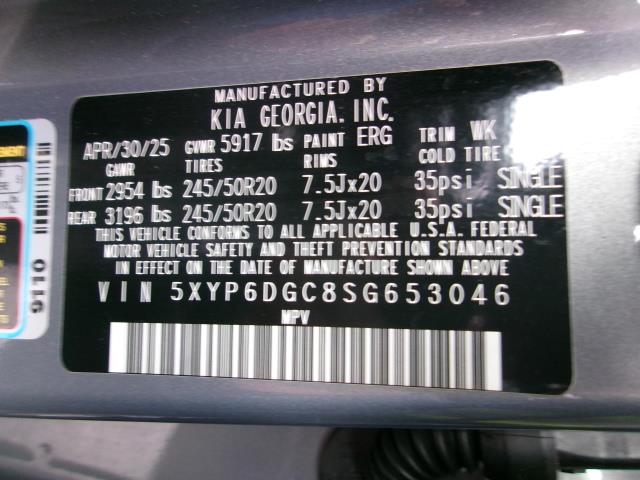 MANUFACTURED BY
KIA GEORGIA. INC.
APR/30/25 GVWR 5917 lbs PAINT ERG TRIM WK
GAWR TIRES RIMS COLD TIRE
FRONT 2954 lbs 245/50R20 7.5Jx20 35psi SINGLE
REAR 3196 lbs 245/50R20 7.5Jx20 35psi SINGLE
THIS VEHICLE CONFORMS TO ALL APPLICABLE U.S.A. FEDERAL
MOTOR VEHICLE SAFETY AND THEFT PREVENTION STANDARDS
IN EFFECT ON THE DATE OF MANUFACTURE SHOWN ABOVE
VIN 5XYP6DGC8SG653046
MPV
9110